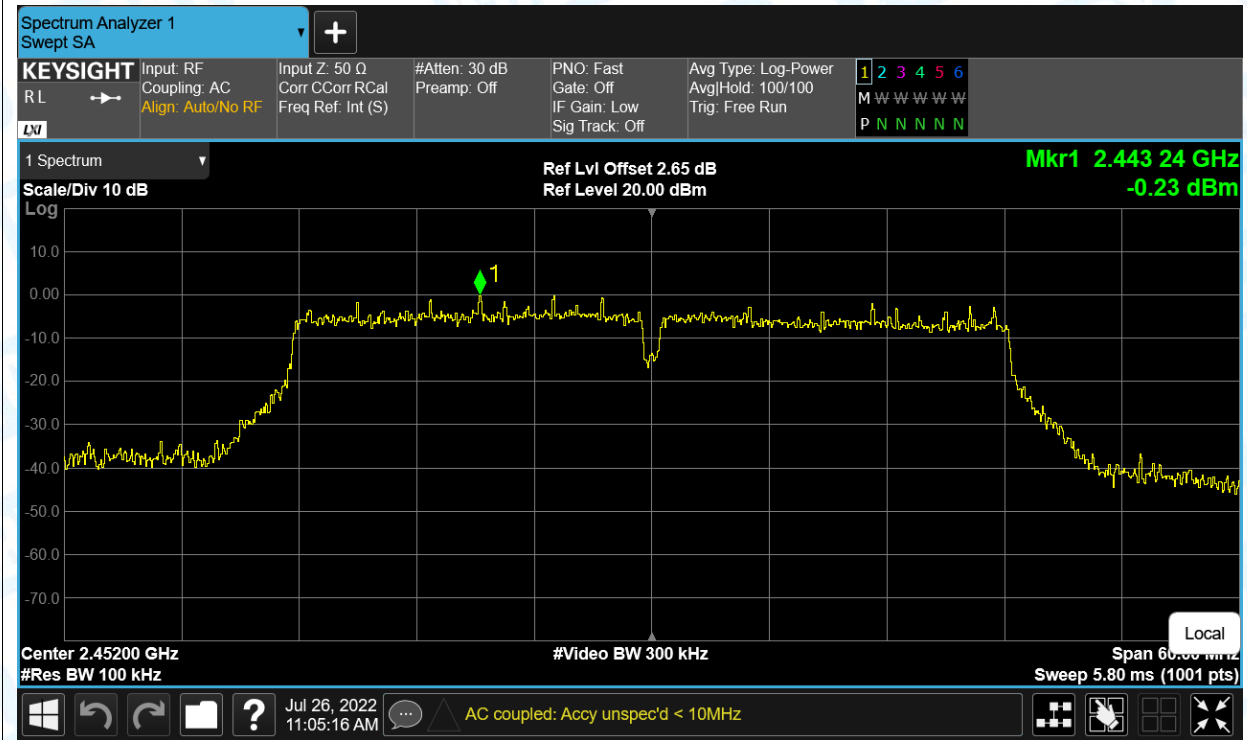 Spectrum Analyzer 1
Swept SA
+
KEYSIGHT
R L
LXI
Input: RF
Coupling: AC
Align: Auto/No RF
Input Z: 50 Ω
Corr CCorr RCal
Freq Ref: Int (S)
#Atten: 30 dB
Preamp: Off
PNO: Fast
Gate: Off
IF Gain: Low
Sig Track: Off
Avg Type: Log-Power
Avg|Hold: 100/100
Trig: Free Run
1 2 3 4 5 6
M W W W W W W
P N N N N N N
1 Spectrum
Scale/Div 10 dB
Log
Ref Lvl Offset 2.65 dB
Ref Level 20.00 dBm
Mkr1 2.443 24 GHz
-0.23 dBm
10.0
0.00
-10.0
-20.0
-30.0
-40.0
-50.0
-60.0
-70.0
1
Local
Center 2.45200 GHz
#Res BW 100 kHz
#Video BW 300 kHz
Span 60.00 MHz
Sweep 5.80 ms (1001 pts)
?
Jul 26, 2022
11:05:16 AM
AC coupled: Accy unspec'd < 10MHz